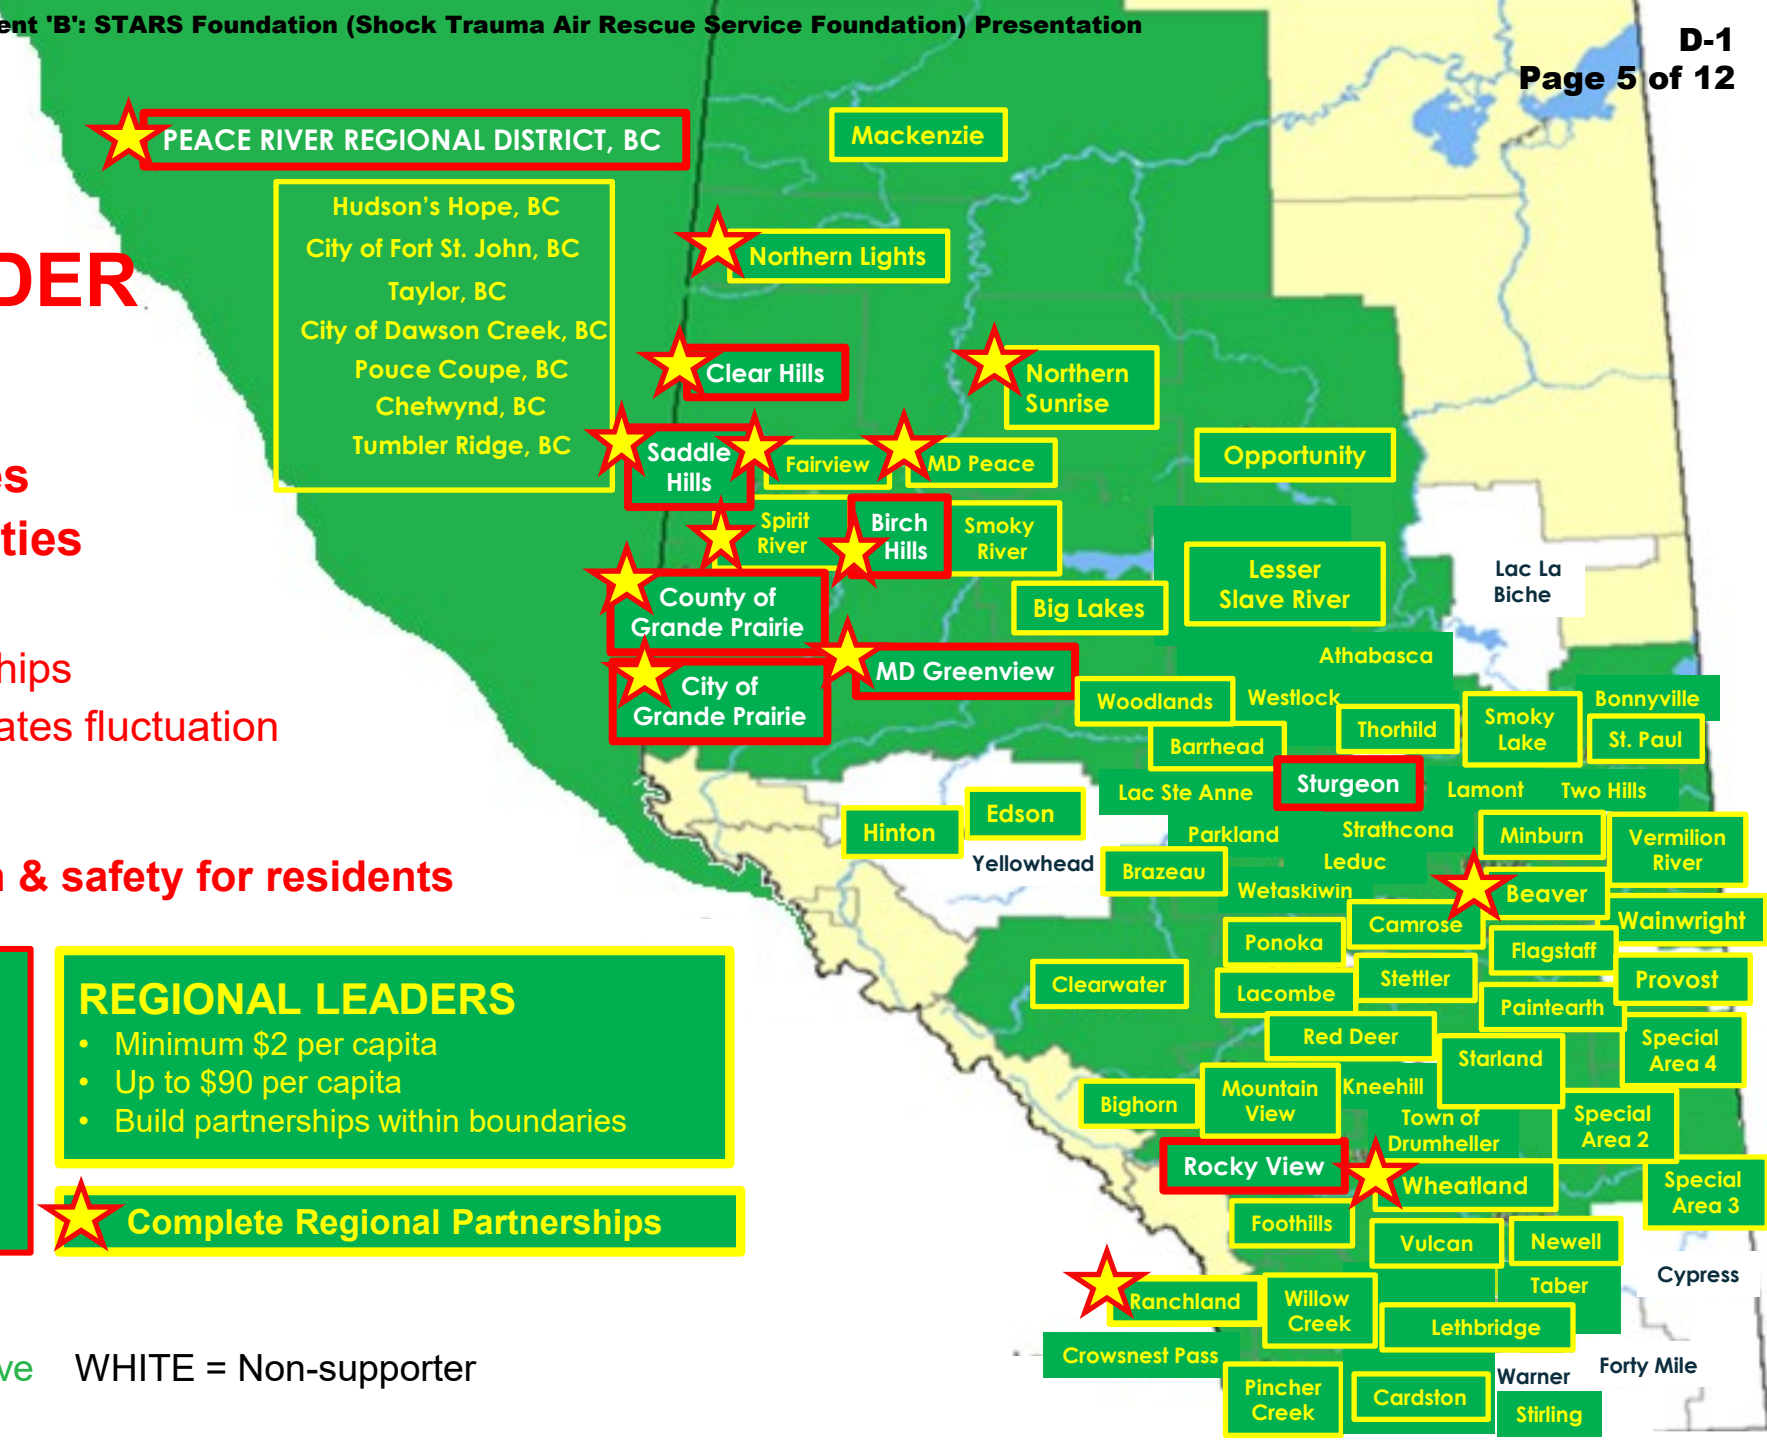 ent 'B': STARS Foundation (Shock Trauma Air Rescue Service Foundation) Presentation
D-1
Page 5 of 12
PEACE RIVER REGIONAL DISTRICT, BC
Mackenzie
Hudson's Hope, BC
City of Fort St. John, BC
Taylor, BC
City of Dawson Creek, BC
Pouce Coupe, BC
Chetwynd, BC
Tumbler Ridge, BC
Northern Lights
DER
Clear Hills
Northern
Sunrise
Saddle
Hills
Fairview
MD Peace
Opportunity
es
ties
Spirit
River
Birch
Hills
Smoky
River
Lesser
Slave River
Lac La
Biche
County of
Grande Prairie
Big Lakes
hips
ates fluctuation
City of
Grande Prairie
MD Greenview
Athabasca
Woodlands
Westlock
Thorhild
Smoky
Lake
Bonnyville
St. Paul
Barrhead
Sturgeon
Lac Ste Anne
Lamont
Two Hills
Hinton
Edson
Yellowhead
Parkland
Strathcona
Minburn
Vermilion
River
Leduc
Brazeau
Wetaskiwin
Beaver
n & safety for residents
Camrose
Wainwright
Ponoka
Flagstaff
Clearwater
Lacombe
Stettler
Provost
Paintearth
Red Deer
Starland
Special
Area 4
REGIONAL LEADERS
• Minimum $2 per capita
• Up to $90 per capita
• Build partnerships within boundaries
Bighorn
Mountain
View
Kneehill
Town of
Drumheller
Special
Area 2
Rocky View
Wheatland
Special
Area 3
Complete Regional Partnerships
Foothills
Vulcan
Newell
Cypress
Ranchland
Willow
Creek
Taber
Lethbridge
Crowsnest Pass
ve WHITE = Non-supporter
Pincher
Creek
Cardston
Warner
Forty Mile
Stirling